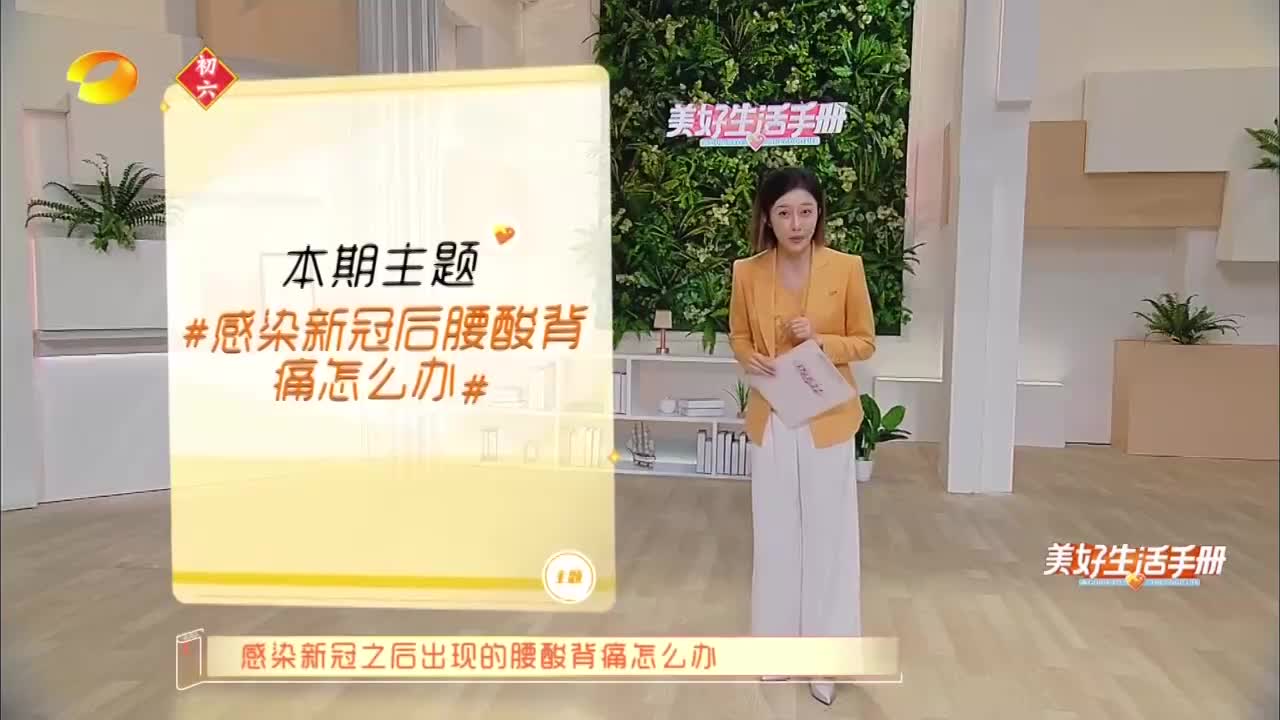 初六
美好生活手册
本期主题
#感染新冠后腰酸背
痛怎么办#
主题
美好生活手册
感染新冠之后出现的腰酸背痛怎么办